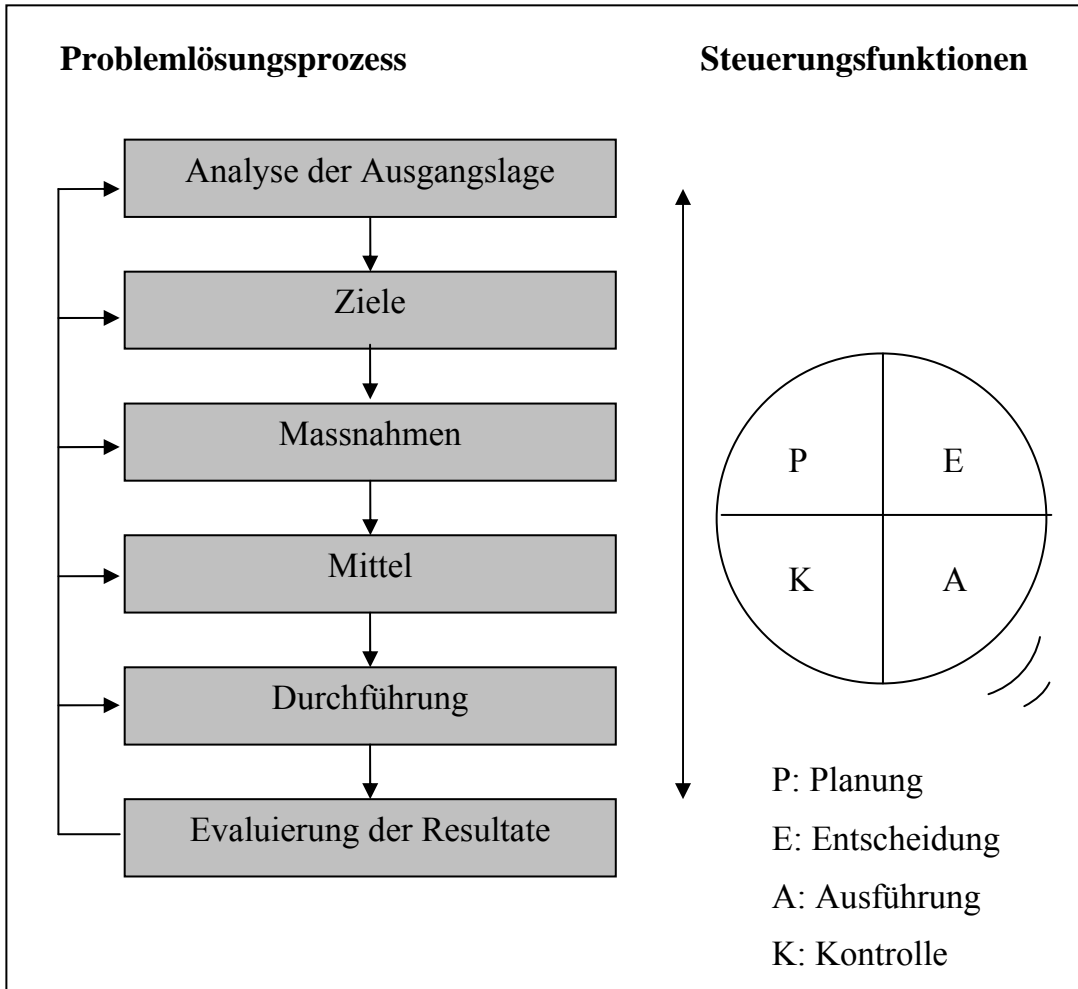 Problemlösungsprozess
Steuerungsfunktionen
Analyse der Ausgangslage
Ziele
Massnahmen
Mittel
Durchführung
Evaluierung der Resultate
P
E
K
A
P: Planung
E: Entscheidung
A: Ausführung
K: Kontrolle